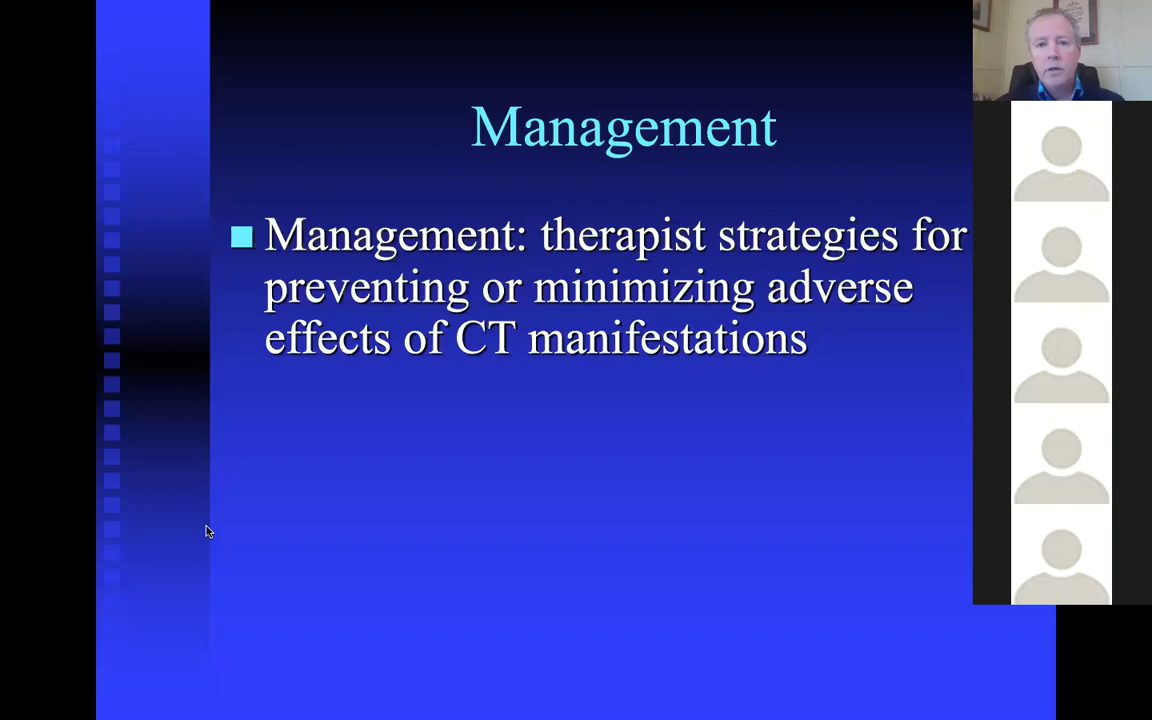 Management
Management: therapist strategies for
preventing or minimizing adverse
effects of CT manifestations